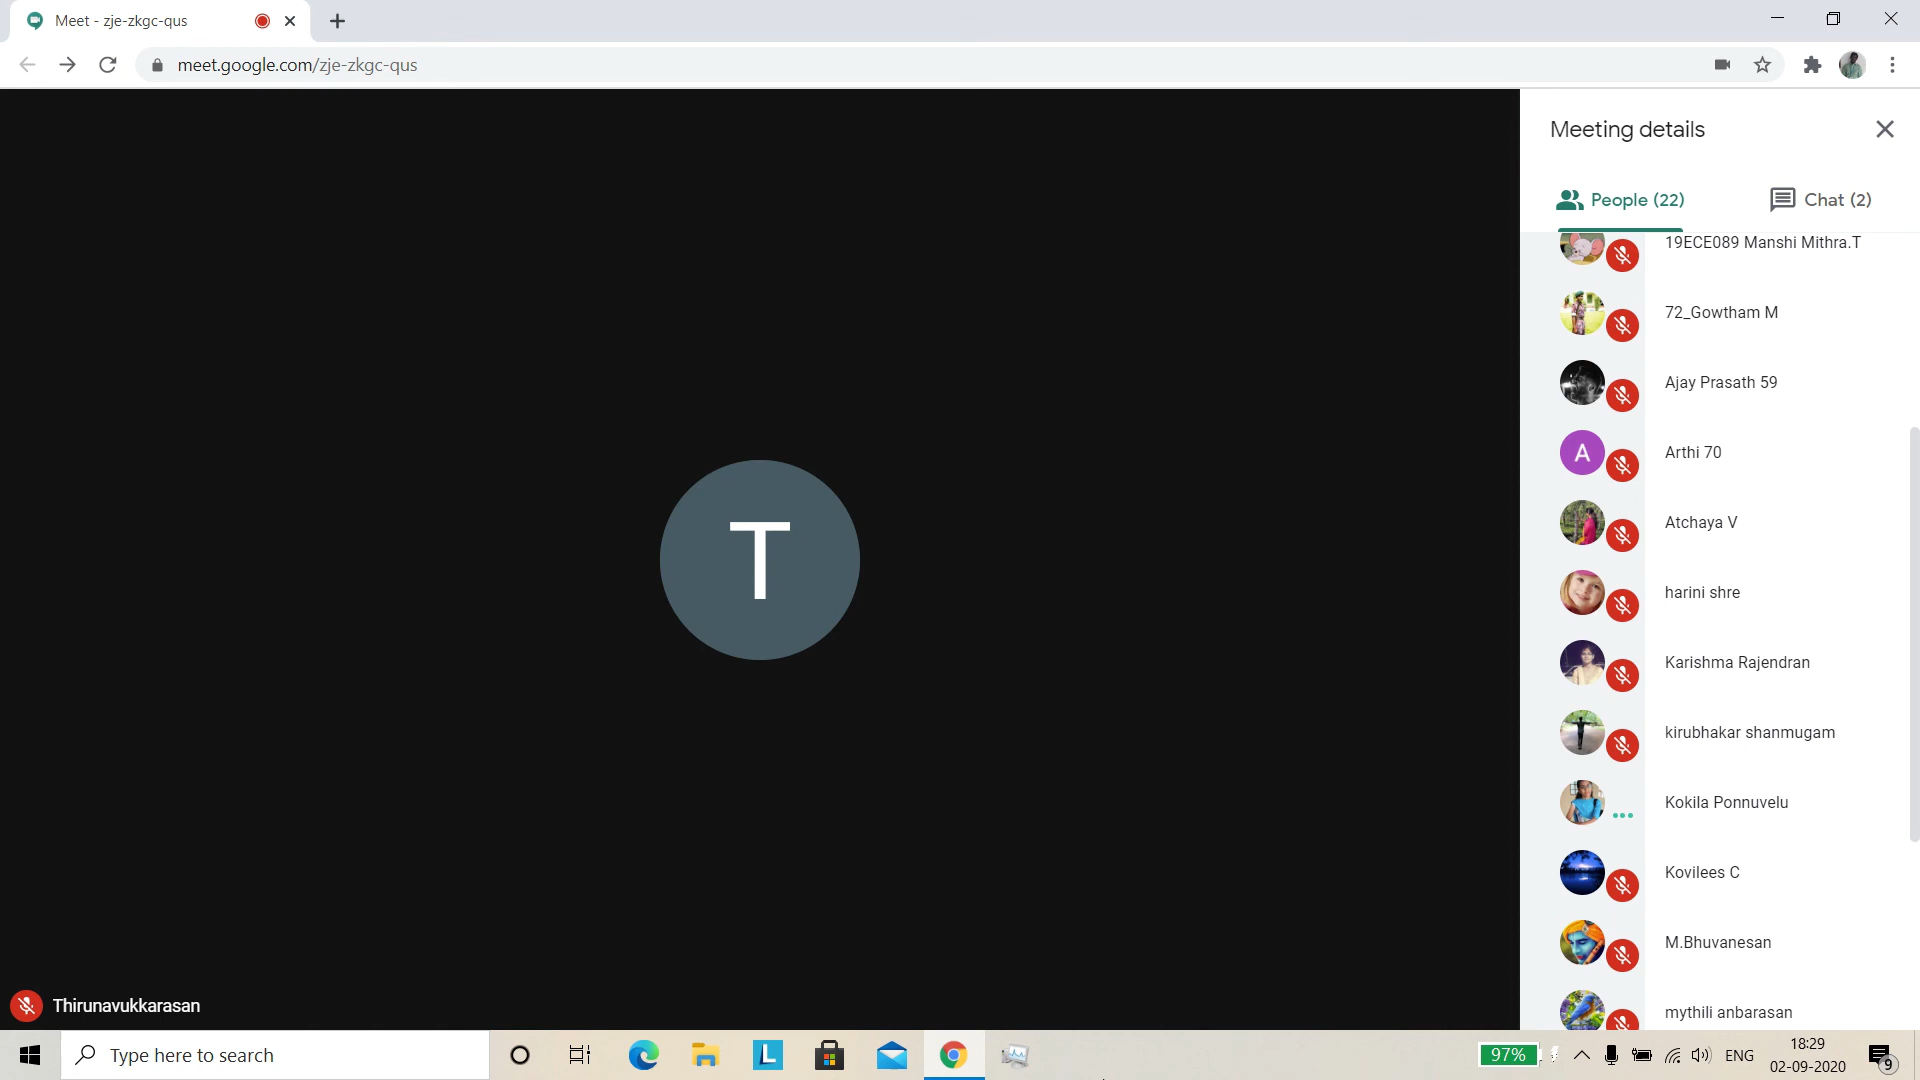 Meet - zje-zkgc-qus
meet.google.com/zje-zkgc-qus
Meeting details
People (22)
Chat (2)
19ECE089 Manshi Mithra.T
72_Gowtham M
Ajay Prasath 59
A
Arthi 70
Atchaya V
harini shre
Karishma Rajendran
kirubhakar shanmugam
Kokila Ponnuvelu
Kovilees C
M.Bhuvanesan
mythili anbarasan
T
Thirunavukkarasan
Type here to search
L
97%
ENG
18:29
02-09-2020
9